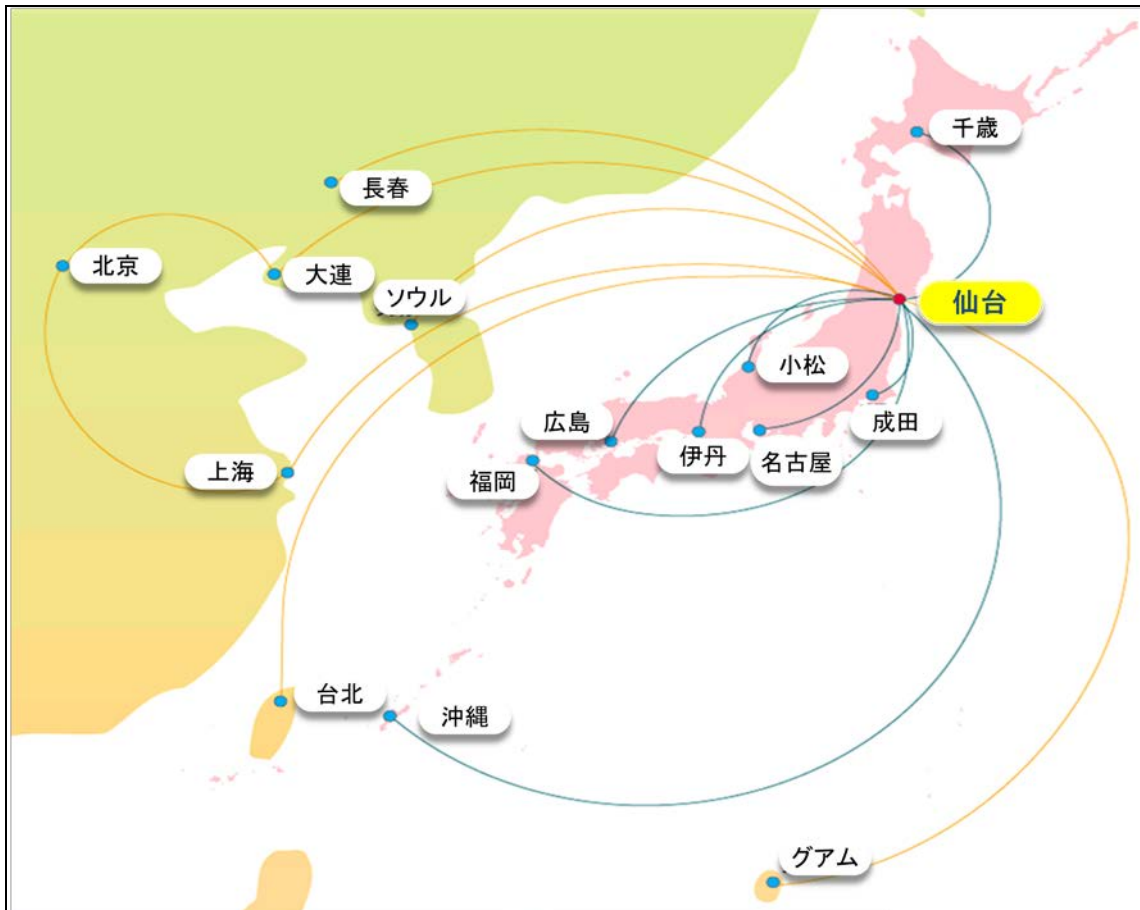 千歳
長春
北京
大連
ソウル
仙台
小松
広島
成田
伊丹
名古屋
上海
福岡
台北
沖縄
グアム